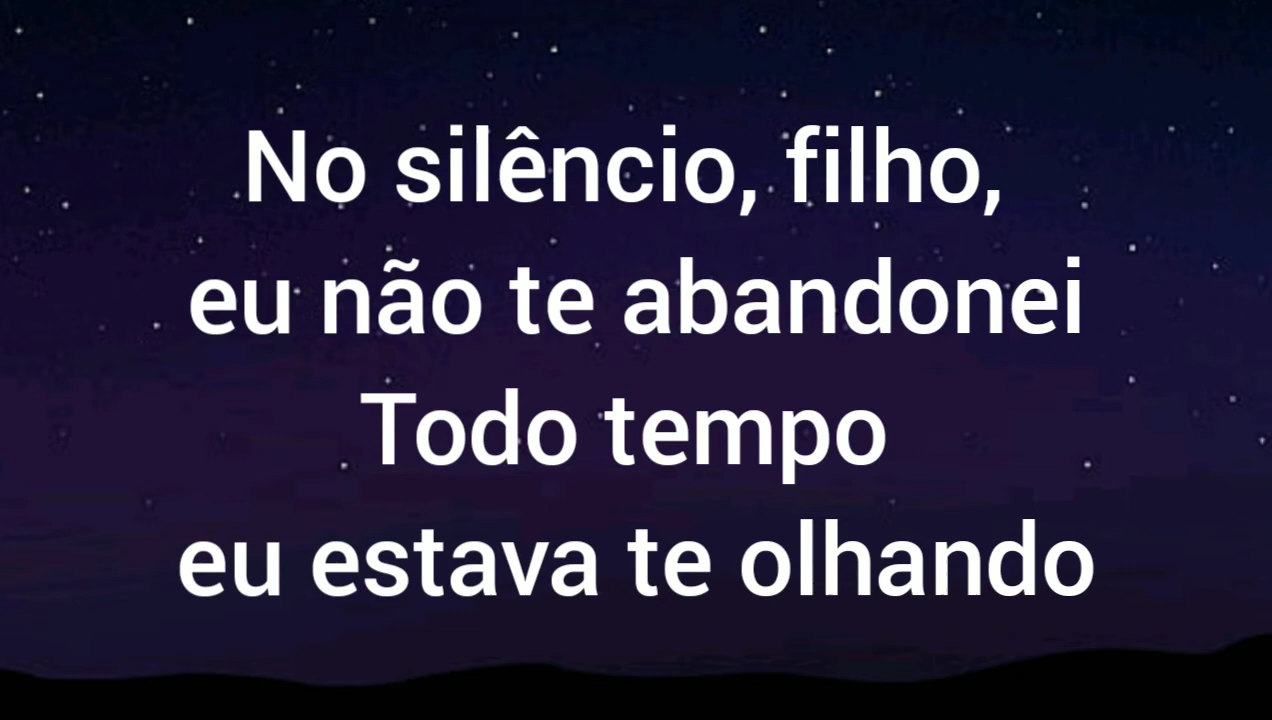 No silêncio, filho,
eu não te abandonei
Todo tempo
eu estava te olhando